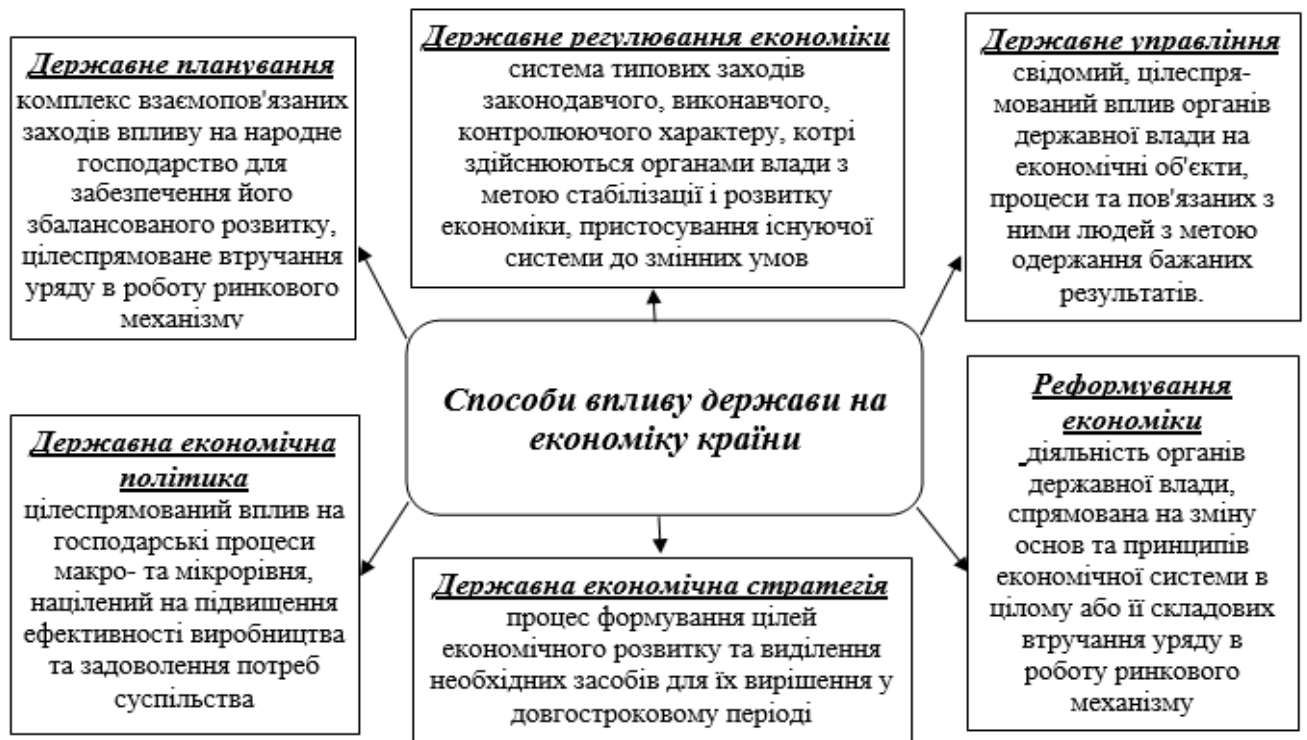 Державне планування
комплекс взаємопов'язаних
заходів впливу на народне
господарство для
забезпечення його
збалансованого розвитку,
цілеспрямоване втручання
уряду в роботу ринкового
механізму
Державне регулювання економіки
система типових заходів
законодавчого, виконавчого,
контролюючого характеру, котрі
здійснюються органами влади з
метою стабілізації і розвитку
економіки, пристосування існуючої
системи до змінних умов
Державне управління
свідомий, цілеспря-
мований вплив органів
державної влади на
економічні об'єкти,
процеси та пов'язаних з
ними людей з метою
одержання бажаних
результатів.
Способи впливу держави на
економіку країни
Державна економічна
політика
цілеспрямований вплив на
господарські процеси
макро- та мікрорівня,
націлений на підвищення
ефективності виробництва
та задоволення потреб
суспільства
Державна економічна стратегія
процес формування цілей
економічного розвитку та виділення
необхідних засобів для їх вирішення у
довгостроковому періоді
Реформування
економіки
діяльність органів
державної влади,
спрямована на зміну
основ та принципів
економічної системи в
цілому або її складових
втручання уряду в
роботу ринкового
механізму